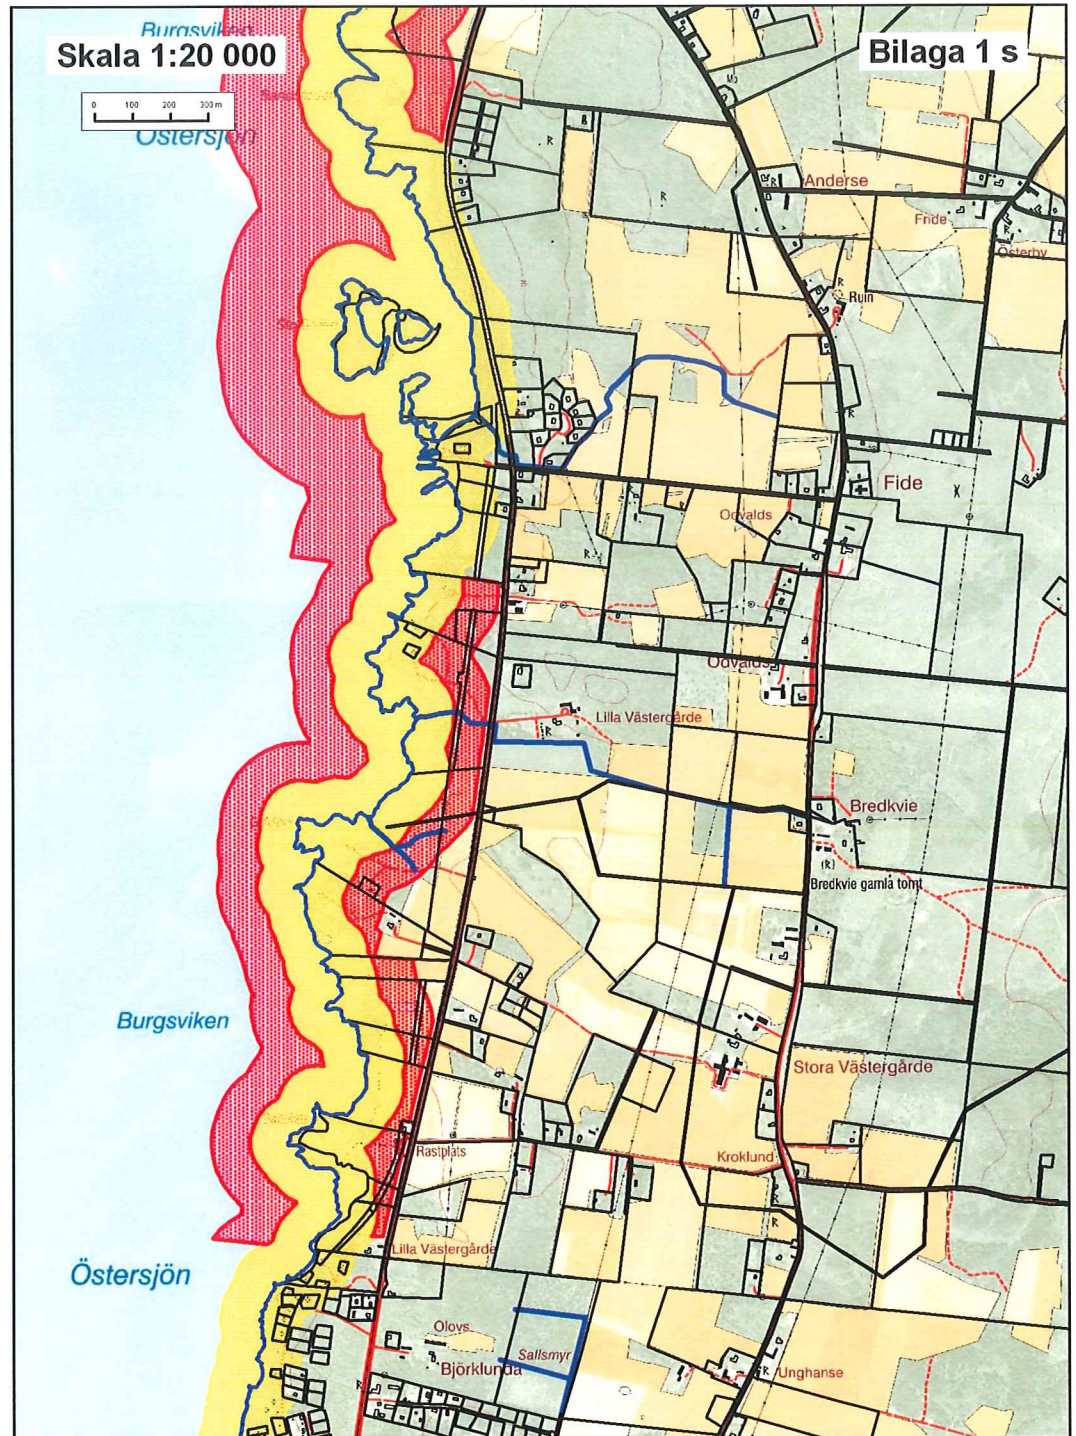 Burgsviken
Skala 1:20 000
Bilaga 1 s
0 100 200 300 m
Östersjön
Anderse
Fride
Österby
R
R
R
R
Ruin
Fide
Odvalds
R
Odvalds
Lilla Västergårde
R
Bredkvie
(R)
Bredkvie gamla tomt
Burgsviken
Stora Västergårde
Rastplats
Kroklund
R
R
Lilla Västergårde
Östersjön
Olovs
Sallsmyr
Björklunda
R
Unghanse
R